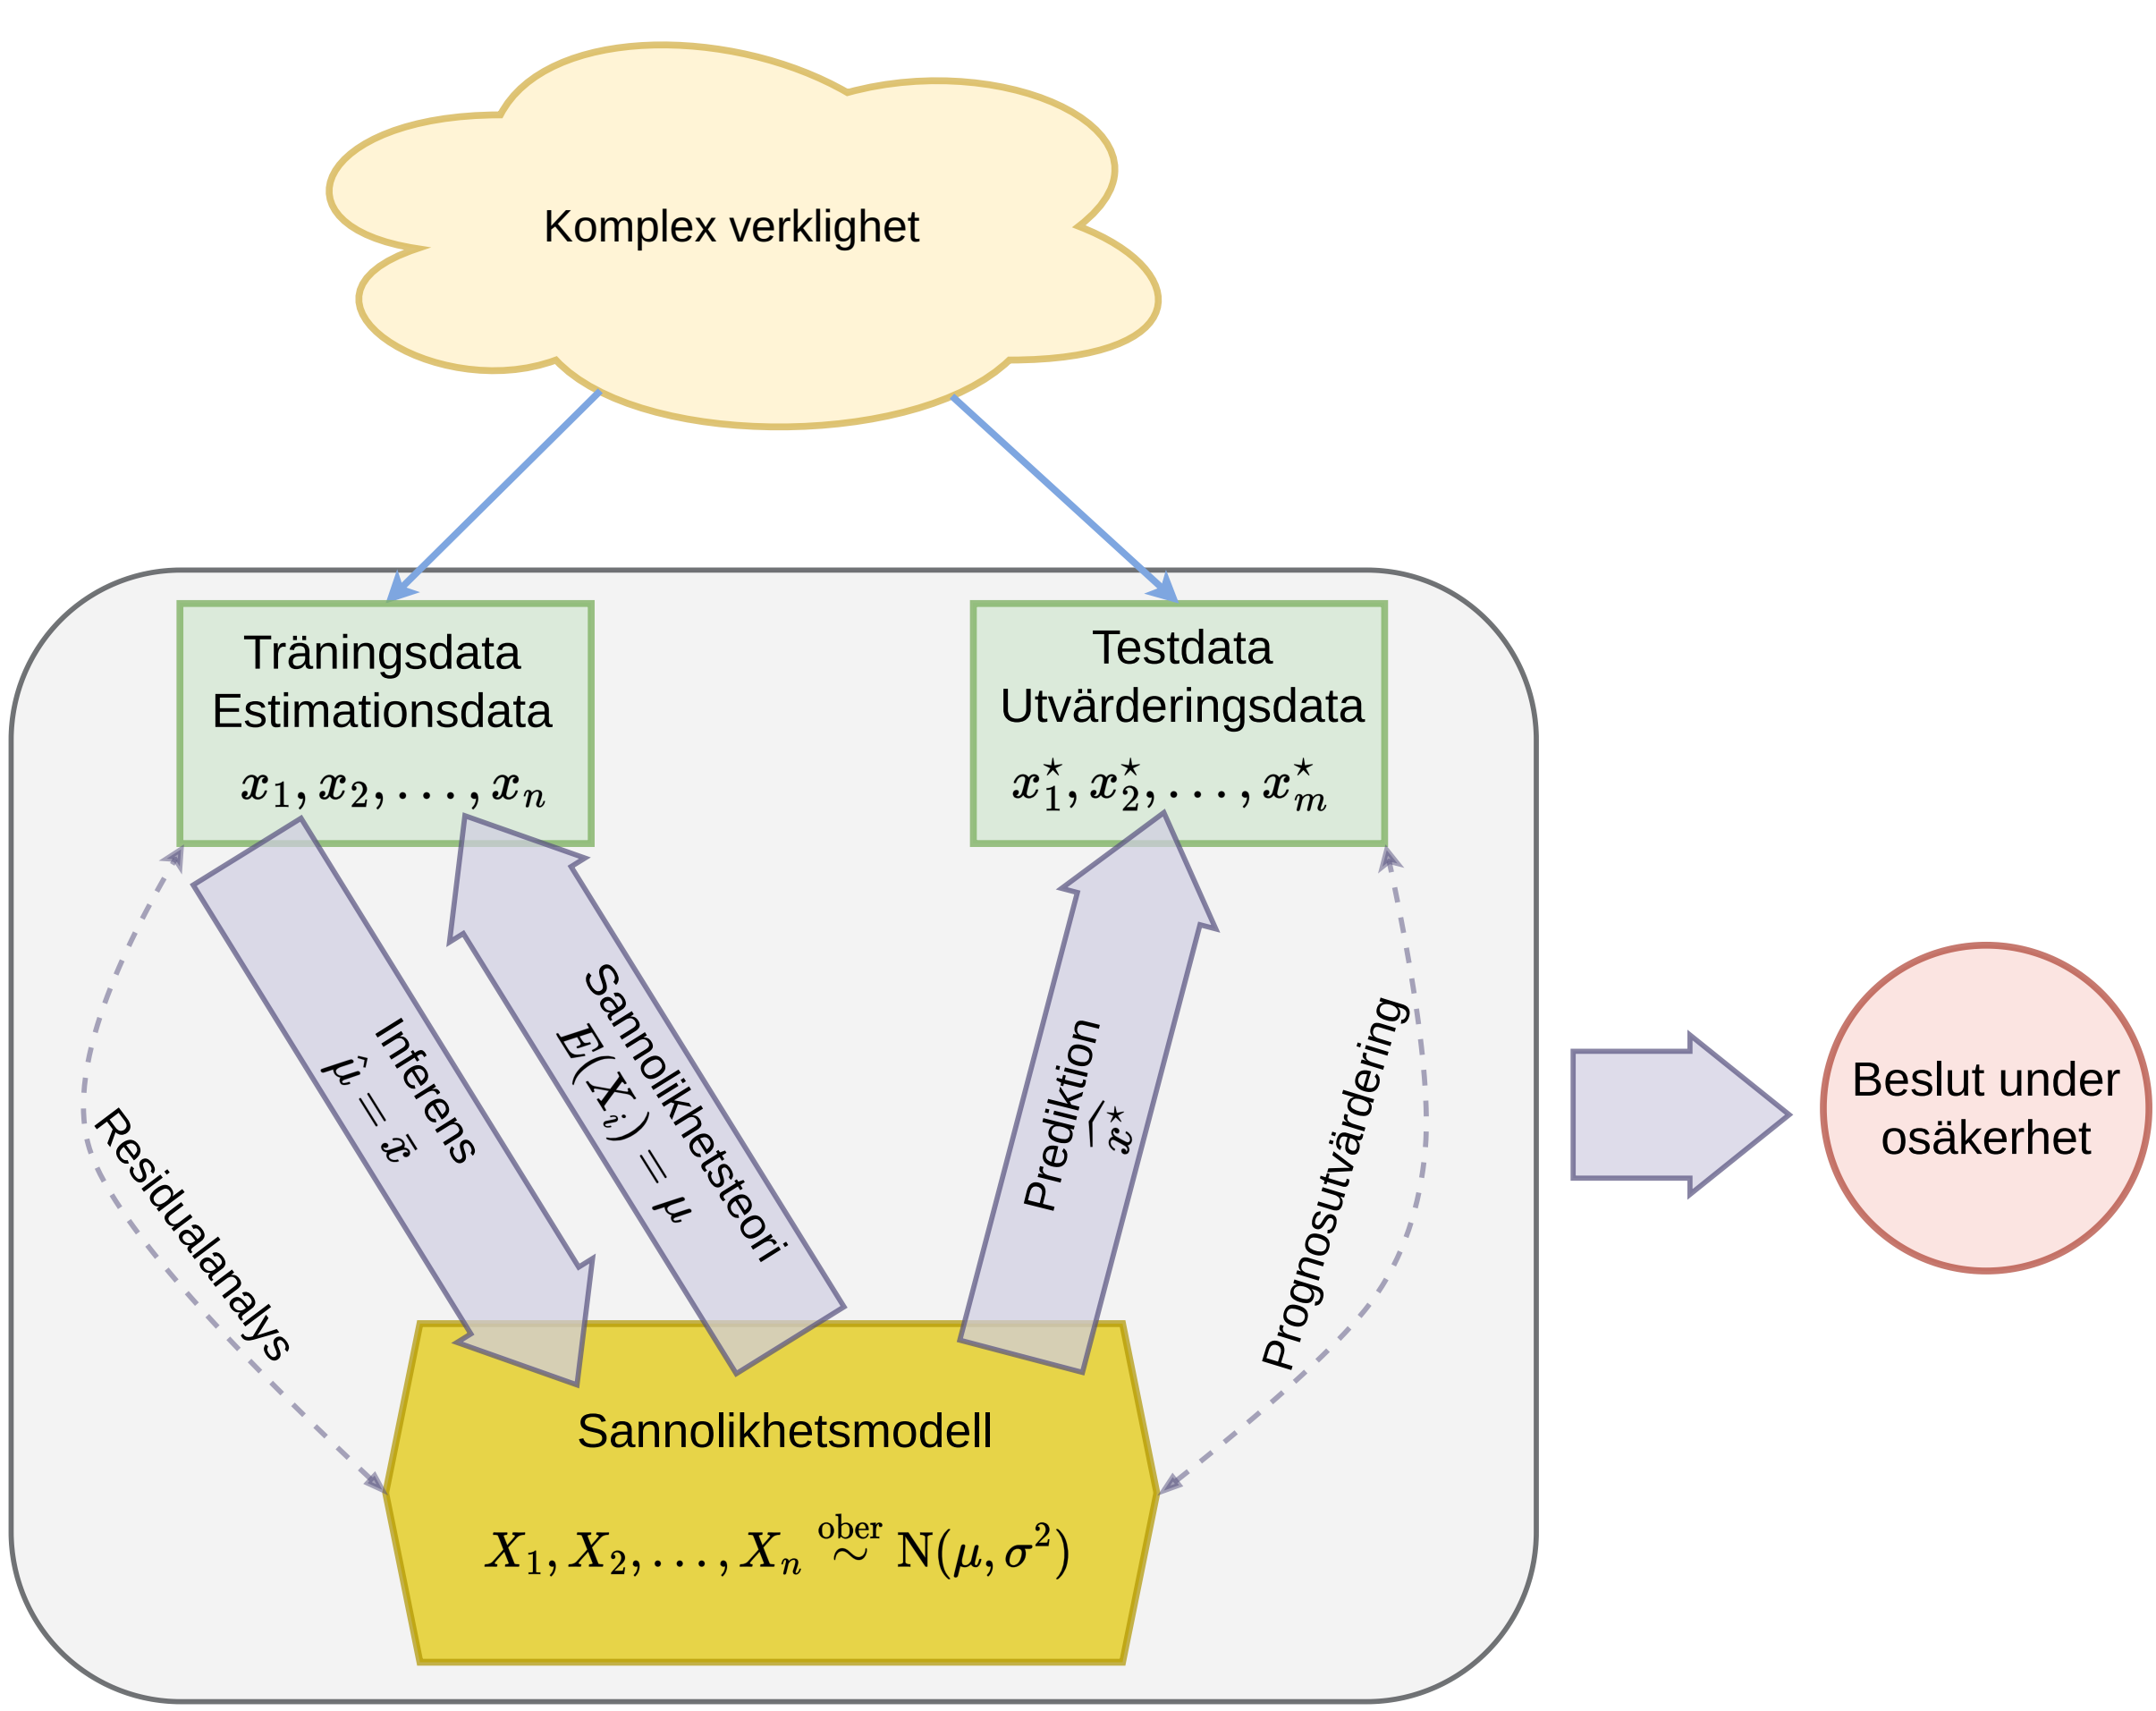 Komplex verklighet
Träningsdata
Estimationsdata
x₁, x₂, . . . , xₙ
Testdata
Utvärderingsdata
x₁*, x₂*, . . . , xₘ*
Inferens
μ̂ = x̄
Sannolikhetsteori
E(Xᵢ) = μ
Prediktion
x̂*
Residualanalys
Prognosutvärdering
Sannolikhetsmodell
X₁, X₂, . . . , Xₙ ober ∼ N(μ, σ²)
Beslut under
osäkerhet